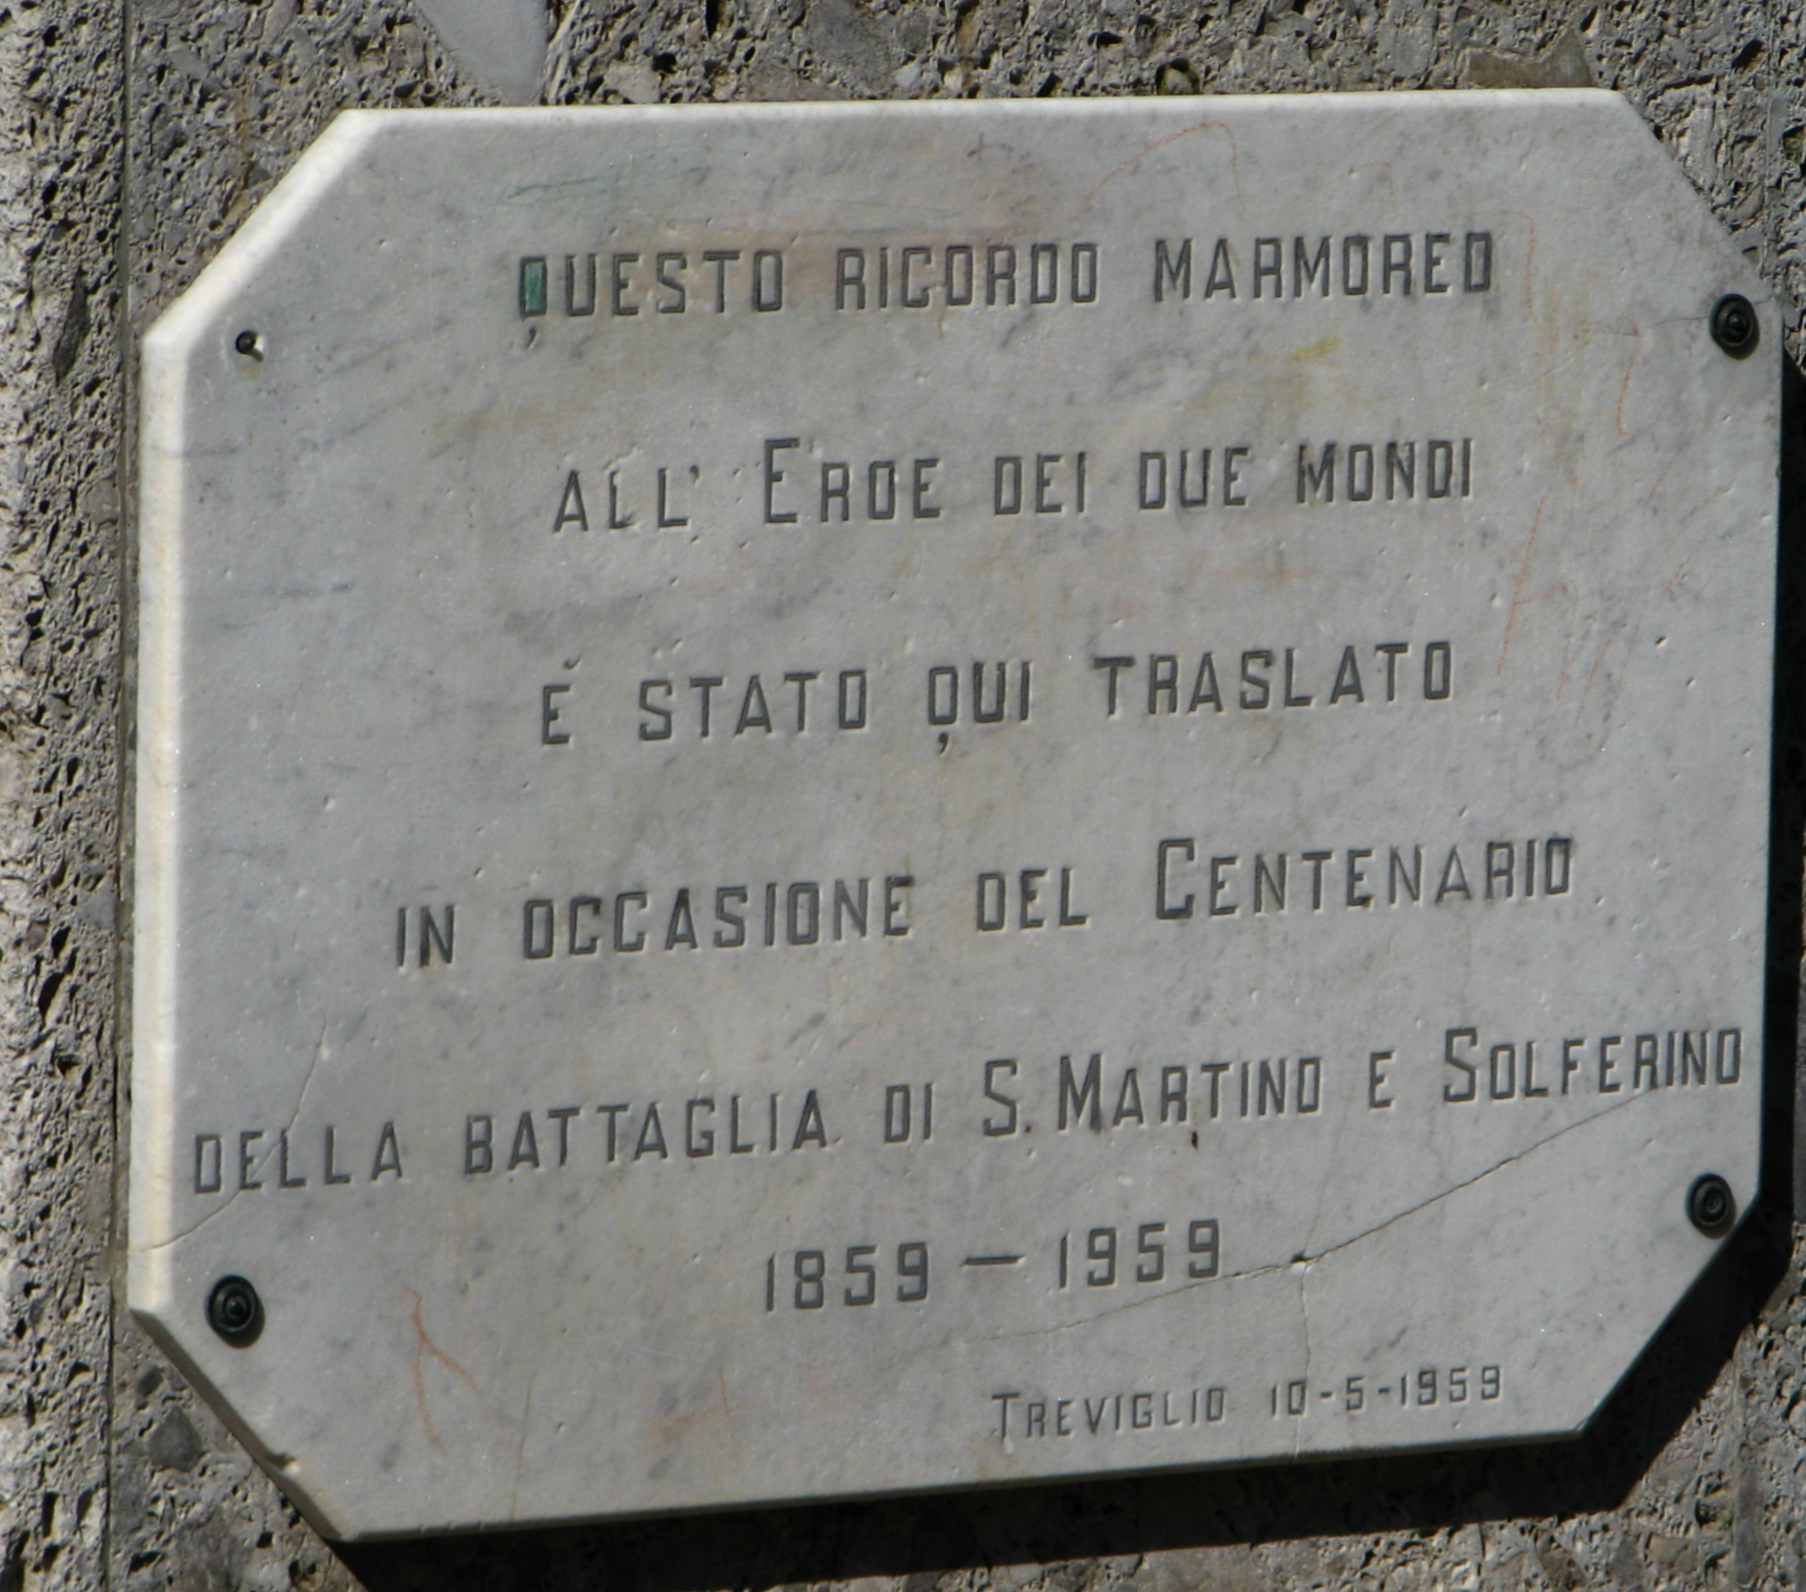 QUESTO RICORDO MARMOREO
ALL' EROE DEI DUE MONDI
È STATO QUI TRASLATO
IN OCCASIONE DEL CENTENARIO
DELLA BATTAGLIA DI S. MARTINO E SOLFERINO
1859 — 1959
TREVIGLIO 10-5-1959